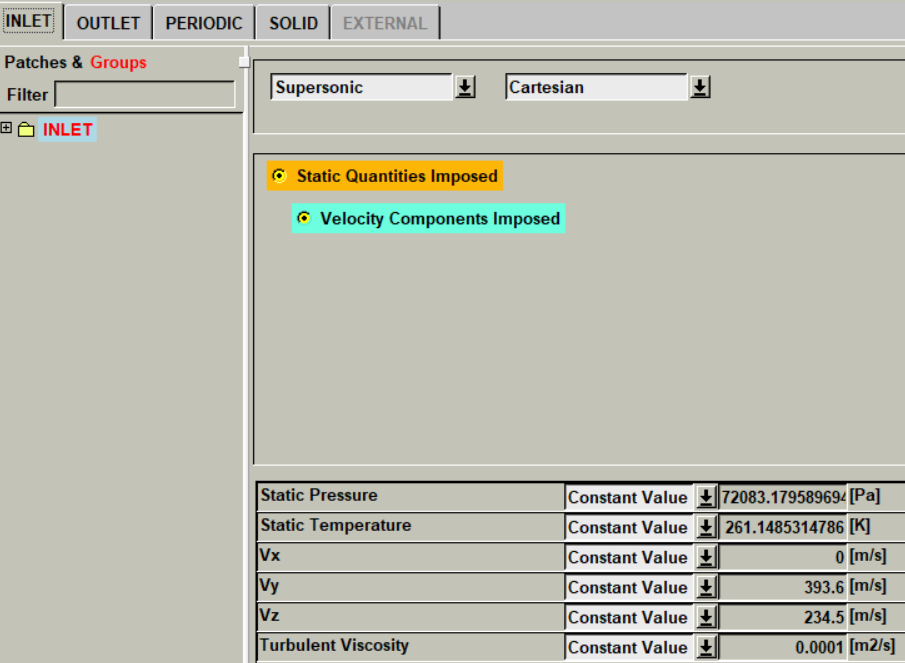 INLET OUTLET PERIODIC SOLID EXTERNAL
Patches & Groups
Filter
INLET
Supersonic Cartesian
Static Quantities Imposed
Velocity Components Imposed
Static Pressure Constant Value 72083.179589694 [Pa]
Static Temperature Constant Value 261.1485314786 [K]
Vx Constant Value 0 [m/s]
Vy Constant Value 393.6 [m/s]
Vz Constant Value 234.5 [m/s]
Turbulent Viscosity Constant Value 0.0001 [m2/s]